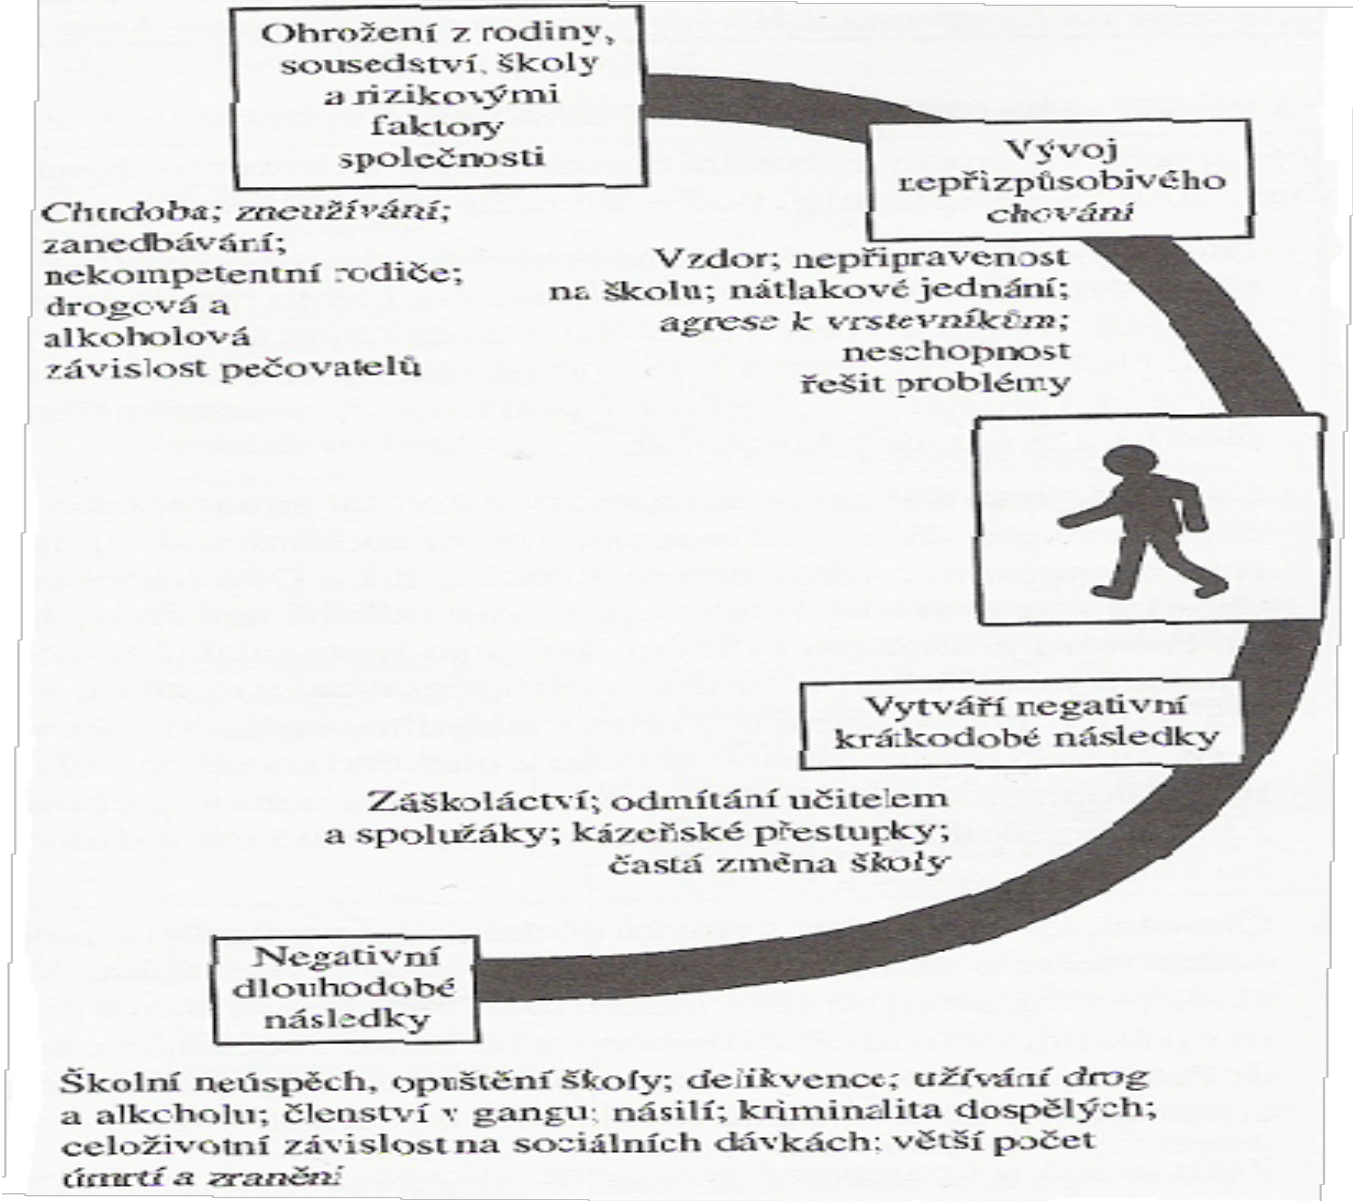 Ohrožení z rodiny,
sousedství, školy
a rizikovými
faktory
společnosti
Chudoba; zneužívání;
zanedbávání;
nekompetentní rodiče;
drogová a
alkoholová
závislost pečovatelů
Vývoj
nepřizpůsobivého
chování
Vzdor; nepřipravenost
na školu; nátlakové jednání;
agrese k vrstevníkům;
neschopnost
řešit problémy
Vytváří negativní
krátkodobé následky
Záškoláctví; odmítání učitelem
a spolužáky; kázeňské přestupky;
častá změna školy
Negativní
dlouhodobé
následky
Školní neúspěch, opuštění školy; delikvence; užívání drog
a alkoholu; členství v gangu; násilí; kriminalita dospělých;
celoživotní závislost na sociálních dávkách; větší počet
úmrtí a zranění